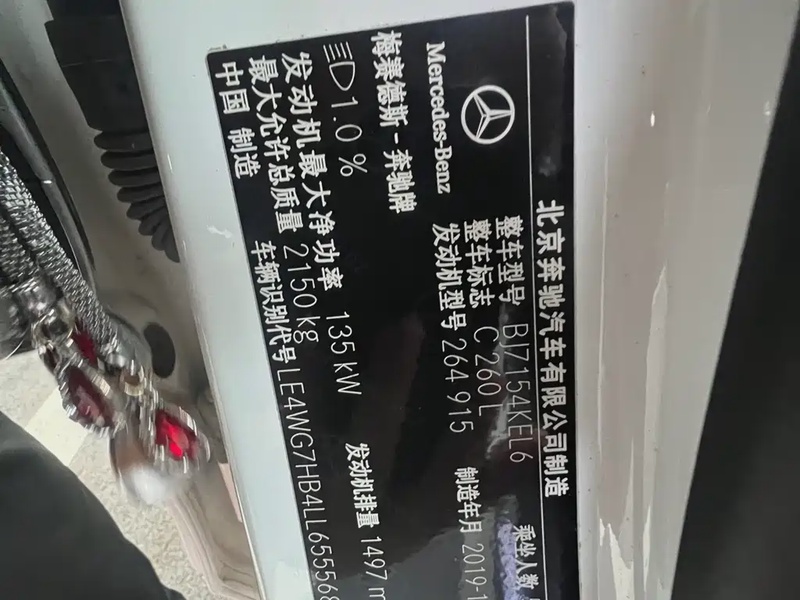 北京奔驰汽车有限公司制造
Mercedes-Benz
梅赛德斯-奔驰牌
整车型号 BJ7154KEL6 乘坐人数
整车标志 C 260 L 制造年月 2019-1
发动机型号 264 915
1.0 %
发动机最大净功率 135 kW 发动机排量 1497 m
最大允许总质量 2150 kg
中国 制造 车辆识别代号 LE4WG7HB4LL655568